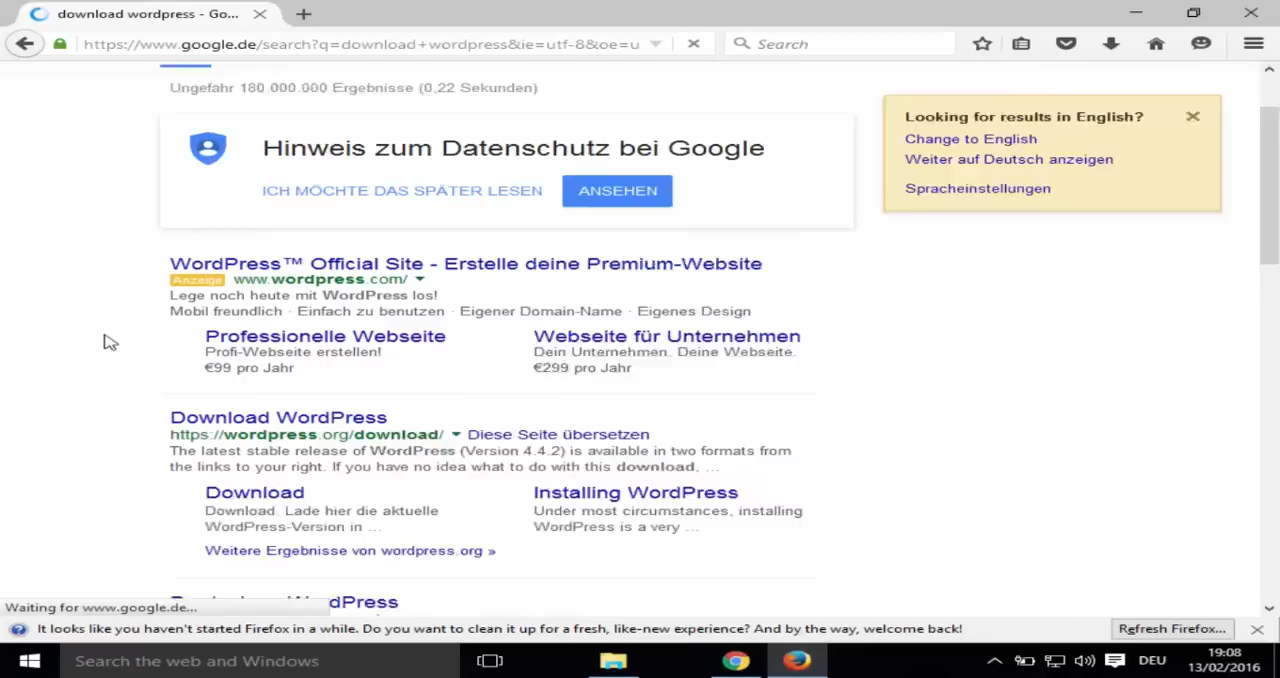 download wordpress - Go...
https://www.google.de/search?q=download+wordpress&ie=utf-8&oe=u
Search
Ungefähr 180.000.000 Ergebnisse (0,22 Sekunden)
Hinweis zum Datenschutz bei Google
ICH MÖCHTE DAS SPÄTER LESEN
ANSEHEN
Looking for results in English?
Change to English
Weiter auf Deutsch anzeigen
Spracheinstellungen
WordPress™ Official Site - Erstelle deine Premium-Website
Anzeige www.wordpress.com/
Lege noch heute mit WordPress los!
Mobil freundlich · Einfach zu benutzen · Eigener Domain-Name · Eigenes Design
Professionelle Webseite
Profi-Webseite erstellen!
€99 pro Jahr
Webseite für Unternehmen
Dein Unternehmen. Deine Webseite.
€299 pro Jahr
Download WordPress
https://wordpress.org/download/ Diese Seite übersetzen
The latest stable release of WordPress (Version 4.4.2) is available in two formats from
the links to your right. If you have no idea what to do with this download, ...
Download
Download. Lade hier die aktuelle
WordPress-Version in ...
Installing WordPress
Under most circumstances, installing
WordPress is a very ...
Weitere Ergebnisse von wordpress.org »
dPress
Waiting for www.google.de...
It looks like you haven't started Firefox in a while. Do you want to clean it up for a fresh, like-new experience? And by the way, welcome back!
Refresh Firefox...
Search the web and Windows
DEU
19:08
13/02/2016